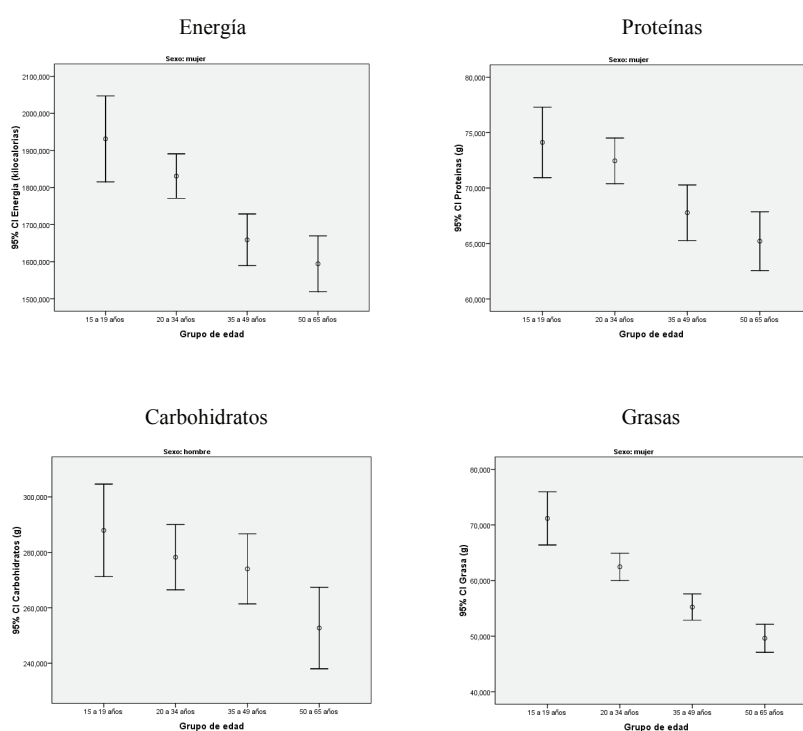 Energía
Sexo: mujer
95% CI Energía (kilocalorias)
2100,000
2000,000
1900,000
1800,000
1700,000
1600,000
1500,000
15 a 19 años 20 a 34 años 35 a 49 años 50 a 65 años
Grupo de edad
Proteínas
Sexo: mujer
95% CI Proteinas (g)
80,000
75,000
70,000
65,000
60,000
15 a 19 años 20 a 34 años 35 a 49 años 50 a 65 años
Grupo de edad
Carbohidratos
Sexo: hombre
95% CI Carbohidratos (g)
300,000
280,000
260,000
240,000
15 a 19 años 20 a 34 años 35 a 49 años 50 a 65 años
Grupo de edad
Grasas
Sexo: mujer
95% CI Grasa (g)
80,000
70,000
60,000
50,000
40,000
15 a 19 años 20 a 34 años 35 a 49 años 50 a 65 años
Grupo de edad